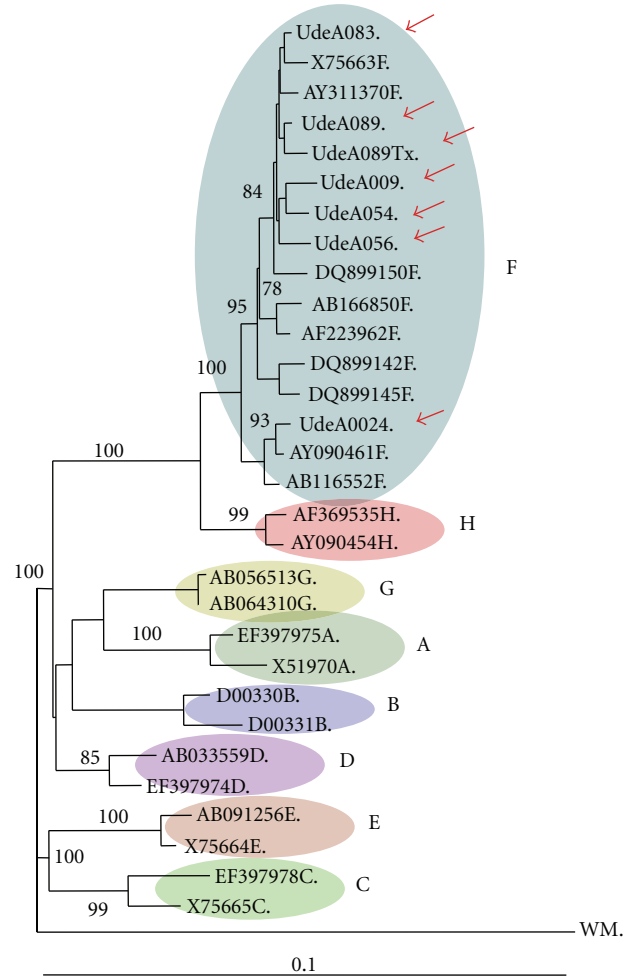 UdeA083.
X75663F.
AY311370F.
UdeA089.
UdeA089Tx.
84
UdeA009.
UdeA054.
UdeA056.
F
DQ899150F.
78
95
AB166850F.
AF223962F.
100
DQ899142F.
DQ899145F.
93
UdeA0024.
100
AY090461F.
AB116552F.
99
AF369535H.
H
AY090454H.
100
AB056513G.
G
AB064310G.
100
EF397975A.
A
X51970A.
D00330B.
B
D00331B.
85
AB033559D.
D
EF397974D.
100
AB091256E.
E
X75664E.
100
EF397978C.
C
99
X75665C.
WM.
0.1